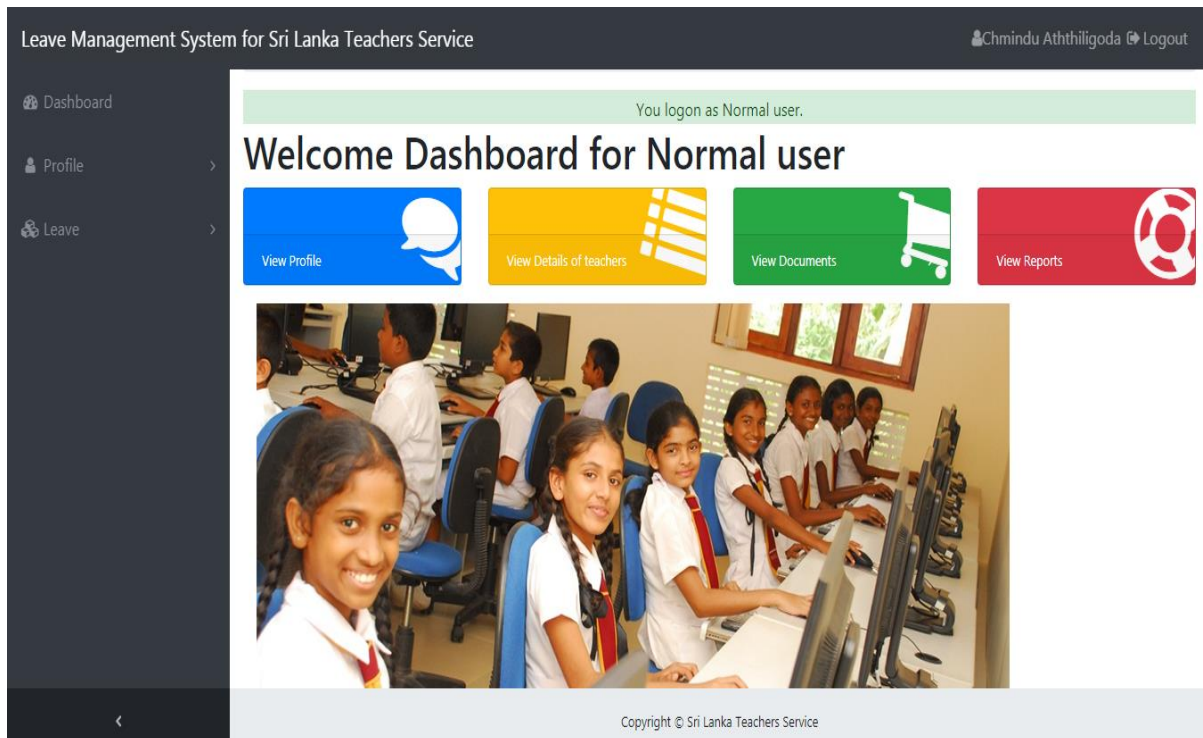 Leave Management System for Sri Lanka Teachers Service
Chmindu Aththiligoda Logout
Dashboard
Profile
Leave
You logon as Normal user.
Welcome Dashboard for Normal user
View Profile
View Details of teachers
View Documents
View Reports
Copyright © Sri Lanka Teachers Service